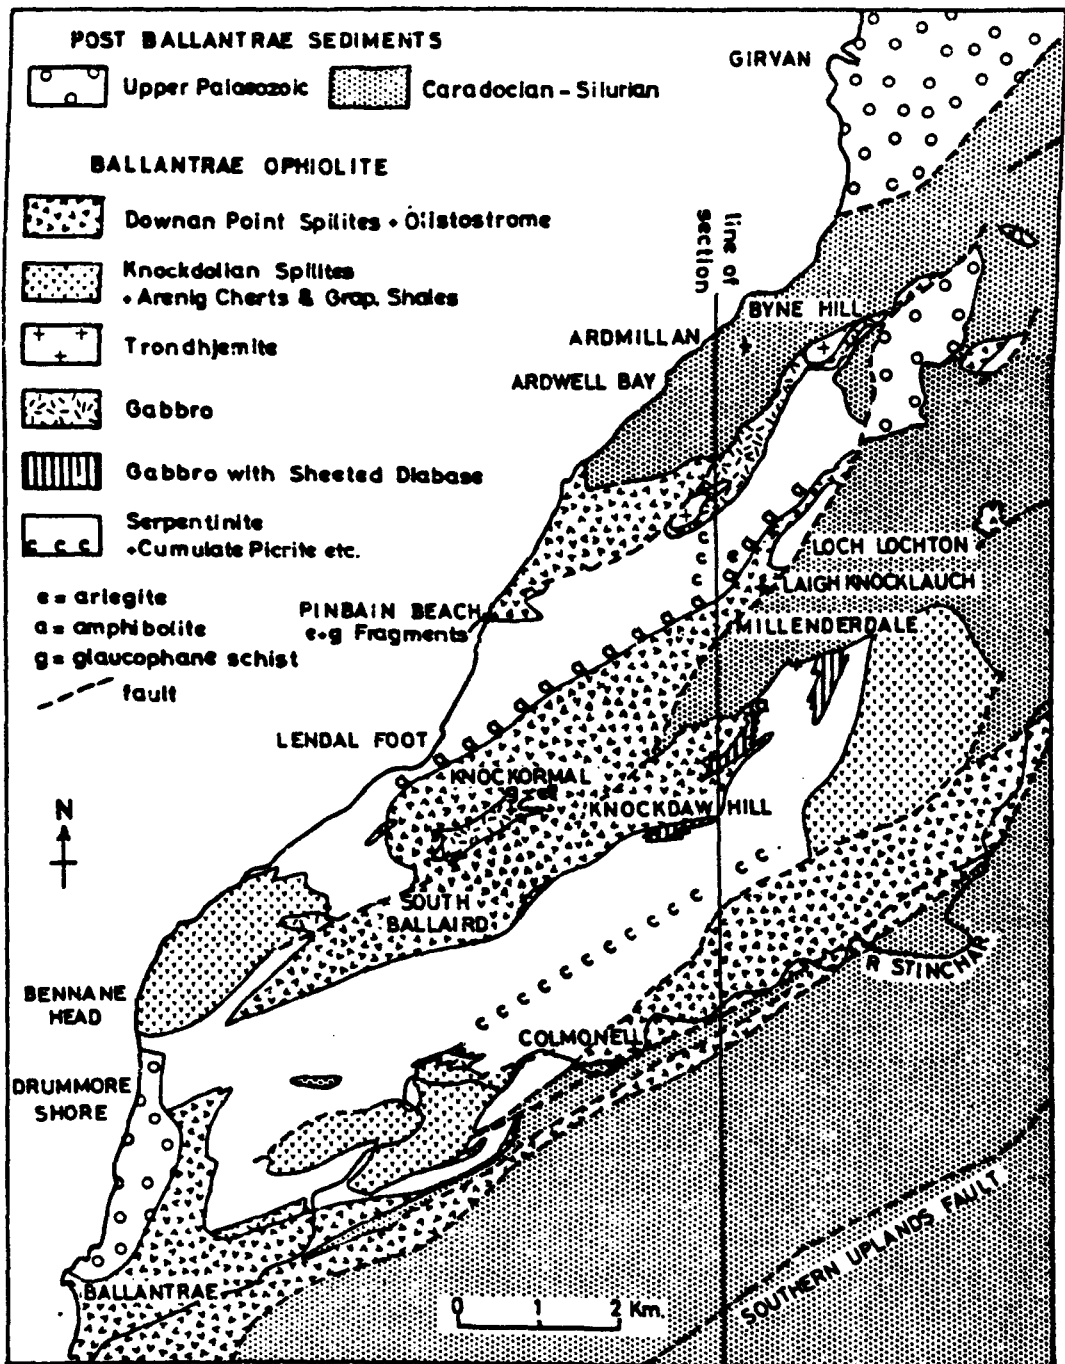 POST BALLANTRAE SEDIMENTS
Upper Palaeozoic
Caradocian - Silurian
BALLANTRAE OPHIOLITE
Downan Point Spilites + Olistostrome
Knockdolian Spilites
+ Arenig Cherts & Grap. Shales
Trondhjemite
Gabbro
Gabbro with Sheeted Diabase
Serpentinite
+Cumulate Picrite etc.
c c c
e = ariegite
a = amphibolite
g = glaucophane schist
fault
GIRVAN
line of
section
BYNE HILL
ARDMILLAN
ARDWELL BAY
LOCH LOCHTON
LAIGH KNOCKLAUCH
PINBAIN BEACH
e+g Fragments
MILLENDERDALE
LENDAL FOOT
KNOCKORMAL
KNOCKDAW HILL
N
SOUTH
BALLAIRD
R STINCHAR
BENNANE
HEAD
COLMONELL
DRUMMORE
SHORE
BALLANTRAE
SOUTHERN UPLANDS FAULT
0 1 2 Km.